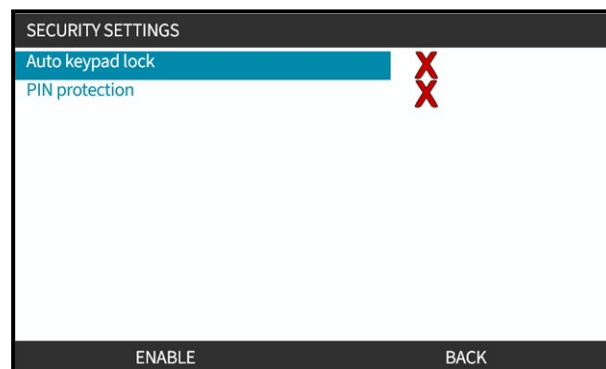 SECURITY SETTINGS
Auto keypad lock
PIN protection
ENABLE BACK